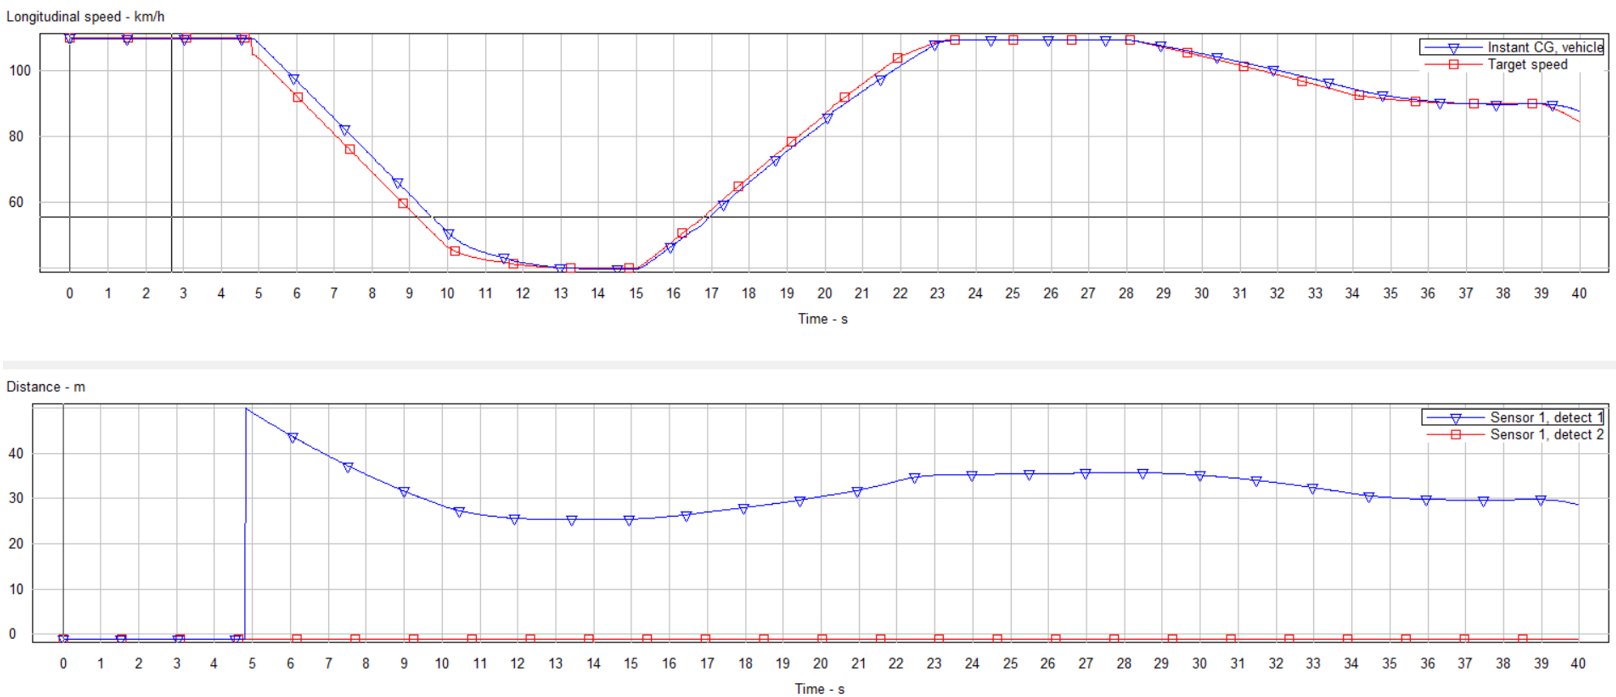 Longitudinal speed - km/h
Instant CG, vehicle
Target speed
100
80
60
0 1 2 3 4 5 6 7 8 9 10 11 12 13 14 15 16 17 18 19 20 21 22 23 24 25 26 27 28 29 30 31 32 33 34 35 36 37 38 39 40
Time - s
Distance - m
Sensor 1, detect 1
Sensor 1, detect 2
40
30
20
10
0
0 1 2 3 4 5 6 7 8 9 10 11 12 13 14 15 16 17 18 19 20 21 22 23 24 25 26 27 28 29 30 31 32 33 34 35 36 37 38 39 40
Time - s